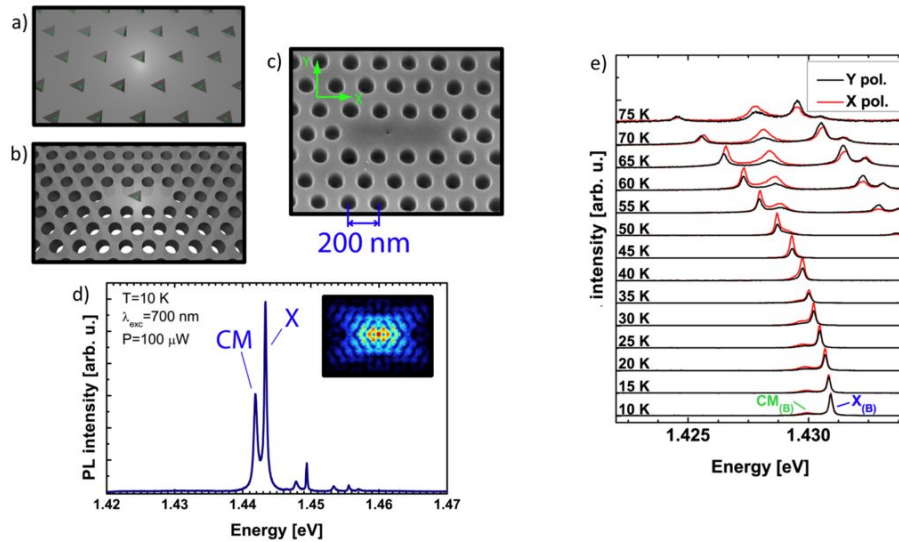 a)
b)
c)
Y
X
200 nm
d)
T=10 K
λexc=700 nm
P=100 μW
CM
X
PL intensity [arb. u.]
1.42 1.43 1.44 1.45 1.46 1.47
Energy [eV]
e)
Y pol.
X pol.
75 K
70 K
65 K
60 K
55 K
50 K
45 K
40 K
35 K
30 K
25 K
20 K
15 K
10 K
CM(B)
X(B)
intensity [arb. u.]
1.425 1.430
Energy [eV]